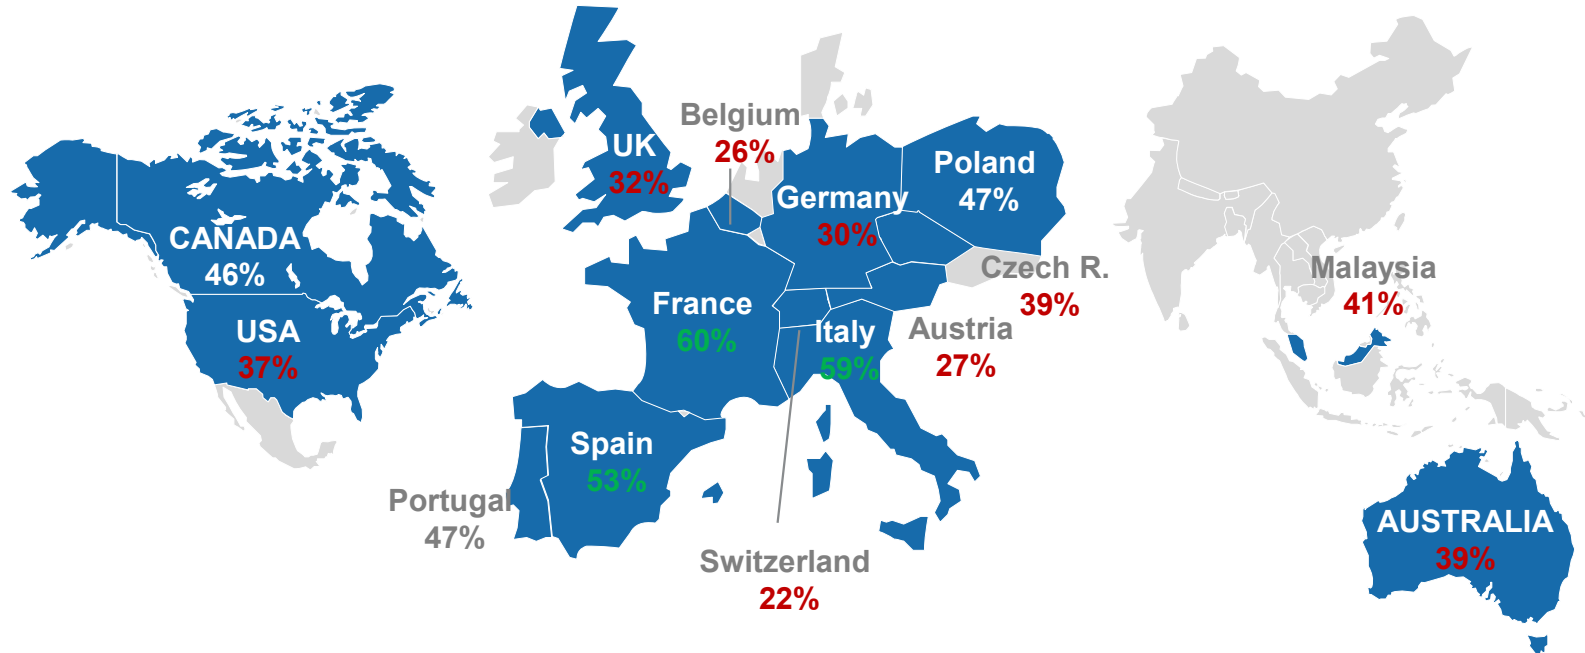 CAÑADA
46%
USA
37%
UK
32%
Belgium
26%
Germany
30%
Poland
47%
Czech R.
39%
France
60%
Italy
59%
Austria
27%
Spain
53%
Portugal
47%
Switzerland
22%
Malaysia
41%
AUSTRALIA
39%